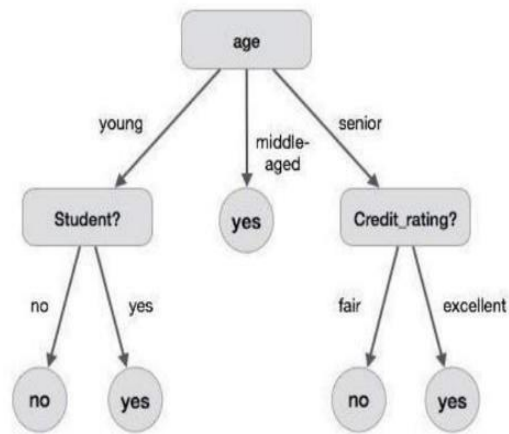 age
young
middle-
aged
senior
Student?
yes
Credit_rating?
no
yes
fair
excellent
no
yes
no
yes